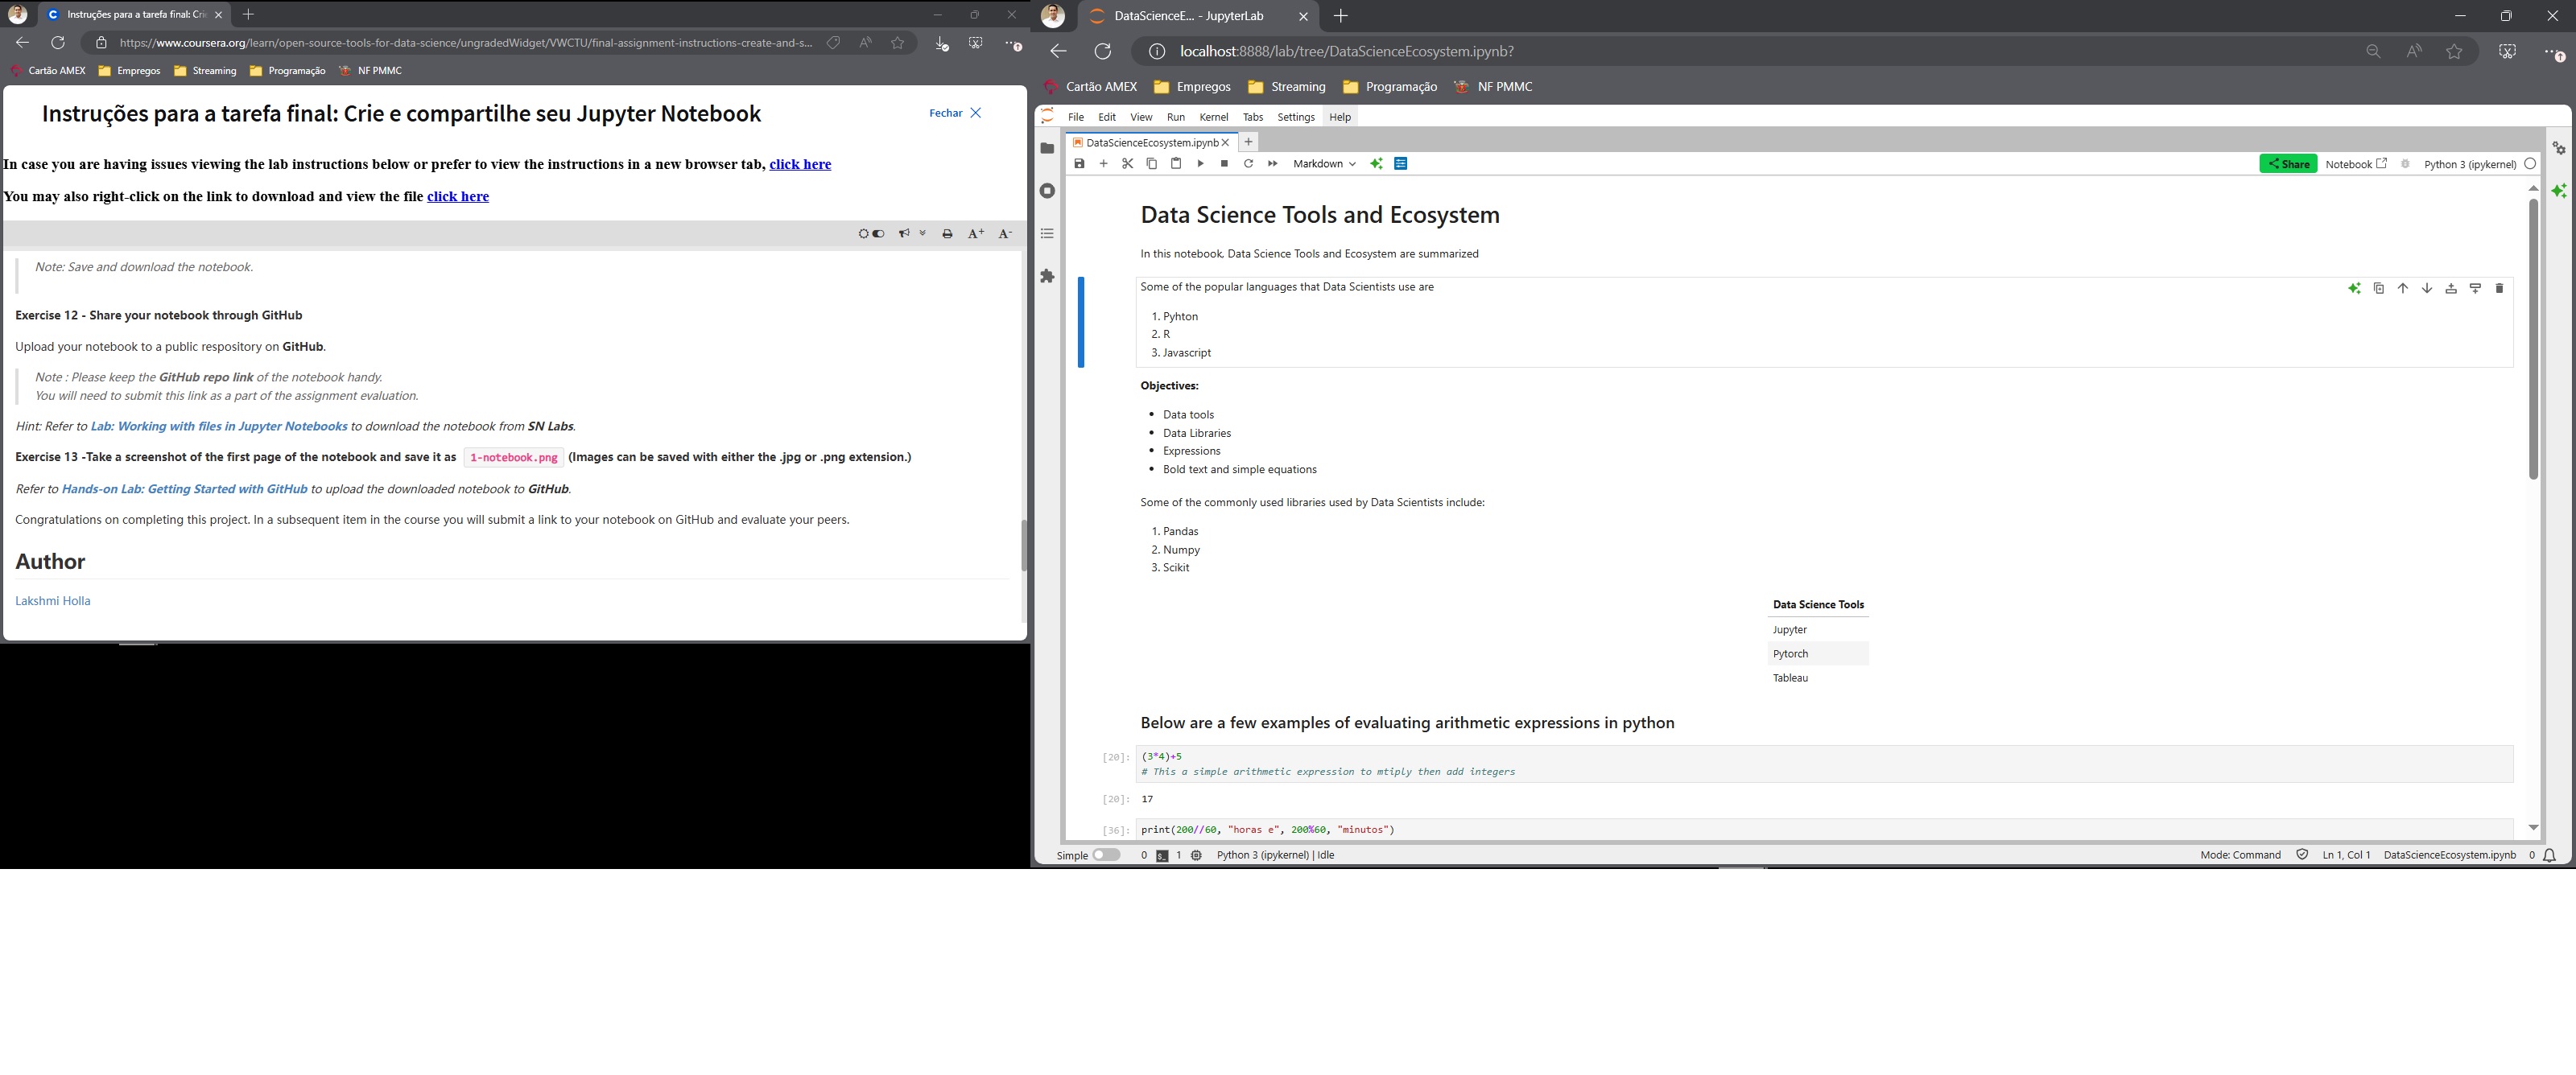 Instruções para a tarefa final: Cri
https://www.coursera.org/learn/open-source-tools-for-data-science/ungradedWidget/VWCTU/final-assignment-instructions-create-and-s...
Cartão AMEX Empregos Streaming Programação NF PMMC
Instruções para a tarefa final: Crie e compartilhe seu Jupyter Notebook
Fechar
In case you are having issues viewing the lab instructions below or prefer to view the instructions in a new browser tab, click here
You may also right-click on the link to download and view the file click here
A+ A-
Note: Save and download the notebook.
Exercise 12 - Share your notebook through GitHub
Upload your notebook to a public respository on GitHub.
Note : Please keep the GitHub repo link of the notebook handy.
You will need to submit this link as a part of the assignment evaluation.
Hint: Refer to Lab: Working with files in Jupyter Notebooks to download the notebook from SN Labs.
Exercise 13 -Take a screenshot of the first page of the notebook and save it as 1-notebook.png (Images can be saved with either the .jpg or .png extension.)
Refer to Hands-on Lab: Getting Started with GitHub to upload the downloaded notebook to GitHub.
Congratulations on completing this project. In a subsequent item in the course you will submit a link to your notebook on GitHub and evaluate your peers.
Author
Lakshmi Holla
DataScienceE... - JupyterLab
localhost:8888/lab/tree/DataScienceEcosystem.ipynb?
Cartão AMEX Empregos Streaming Programação NF PMMC
File Edit View Run Kernel Tabs Settings Help
DataScienceEcosystem.ipynb
Markdown Share Notebook Python 3 (ipykernel)
Data Science Tools and Ecosystem
In this notebook, Data Science Tools and Ecosystem are summarized
Some of the popular languages that Data Scientists use are
1. Pyhton
2. R
3. Javascript
Objectives:
• Data tools
• Data Libraries
• Expressions
• Bold text and simple equations
Some of the commonly used libraries used by Data Scientists include:
1. Pandas
2. Numpy
3. Scikit
Data Science Tools
Jupyter
Pytorch
Tableau
Below are a few examples of evaluating arithmetic expressions in python
[20]: (3*4)+5
# This a simple arithmetic expression to mtiply then add integers
[20]: 17
[36]: print(200//60, "horas e", 200%60, "minutos")
Simple 0 1 Python 3 (ipykernel) | Idle Mode: Command Ln 1, Col 1 DataScienceEcosystem.ipynb 0